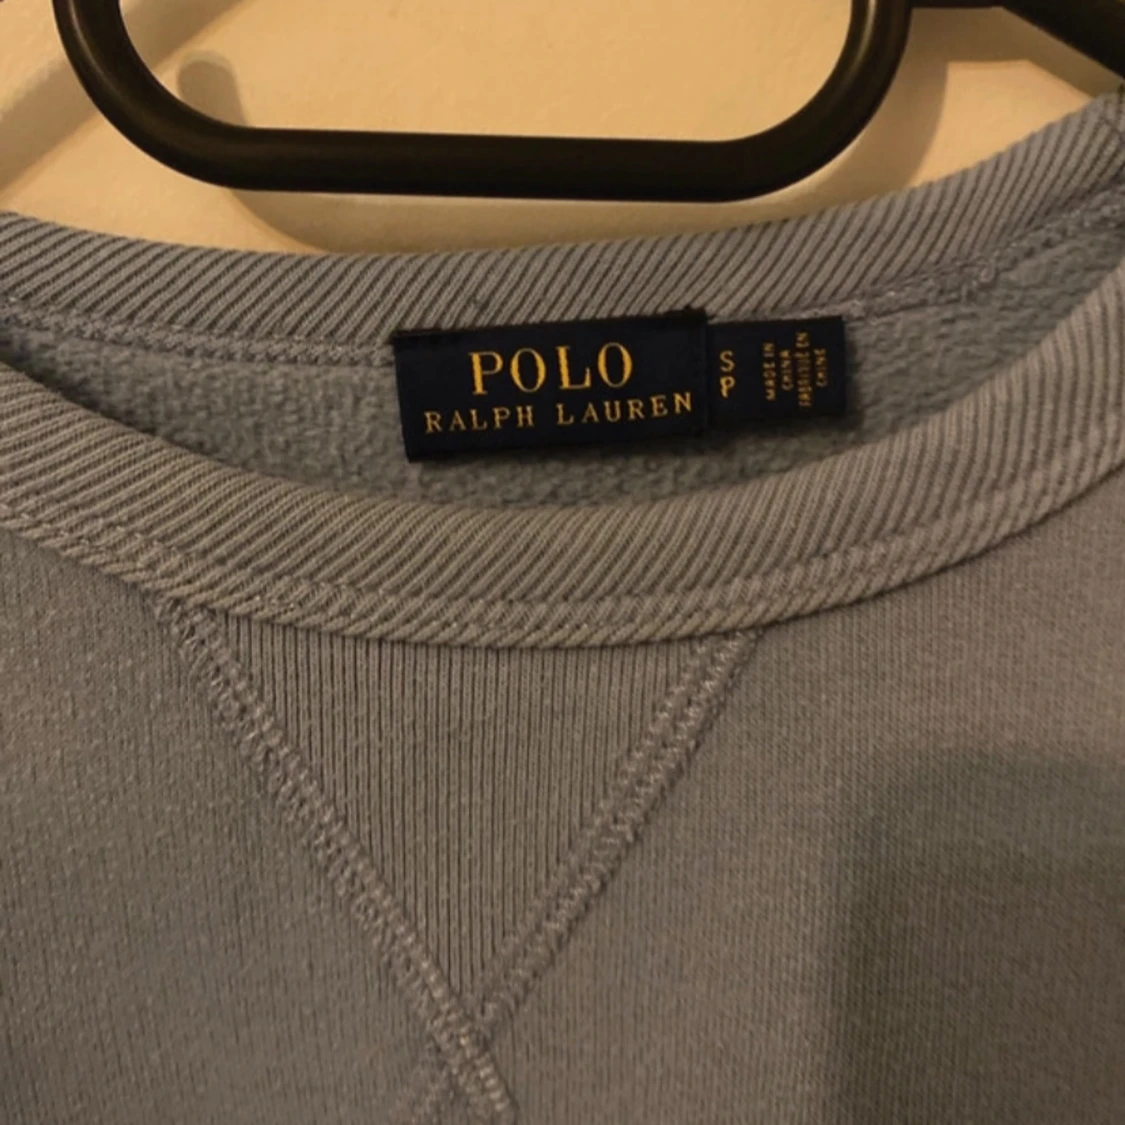 POLO
RALPH LAUREN
S
P
MADE IN
CHINA
FABRIQUÉ EN
CHINE